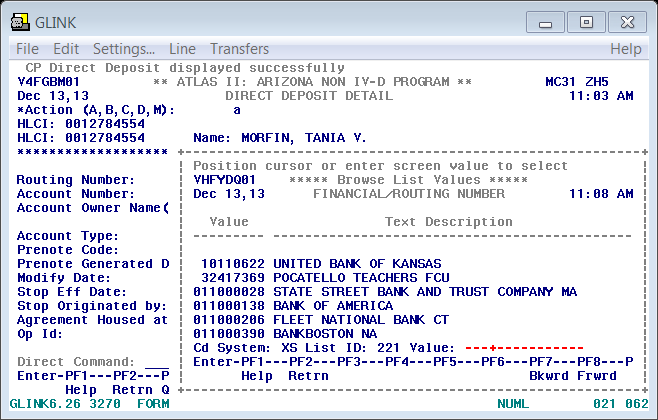 GLINK
File Edit Settings... Line Transfers Help
CP Direct Deposit displayed successfully
V4FGBM01 ** ATLAS II: ARIZONA NON IV-D PROGRAM ** MC31 ZH5
Dec 13,13 DIRECT DEPOSIT DETAIL 11:03 AM
*Action (A,B,C,D,M): a
HLCI: 0012784554
HLCI: 0012784554 Name: MORFIN, TANIA V.
******************* +---------------------------------------------------------+
Position cursor or enter screen value to select
Routing Number: VHFYDQ01 ***** Browse List Values *****
Account Number: Dec 13,13 FINANCIAL/ROUTING NUMBER 11:08 AM
Account Owner Name(
Value Text Description
Account Type: --------- ----------------------------------------
Prenote Code:
Prenote Generated D 10110622 UNITED BANK OF KANSAS
Modify Date: 32417369 POCATELLO TEACHERS FCU
Stop Eff Date: 011000028 STATE STREET BANK AND TRUST COMPANY MA
Stop Originated by: 011000138 BANK OF AMERICA
Agreement Housed at 011000206 FLEET NATIONAL BANK CT
Op Id: 011000390 BANKBOSTON NA
Cd System: XS List ID: 221 Value: ---+-----------
Direct Command: ___ Enter-PF1---PF2---PF3---PF4---PF5---PF6---PF7---PF8---P
Enter-PF1---PF2---P Help Retrn Bkwrd Frwrd
Help Retrn Q
GLINK6.26 3270 FORM NUML 021 062